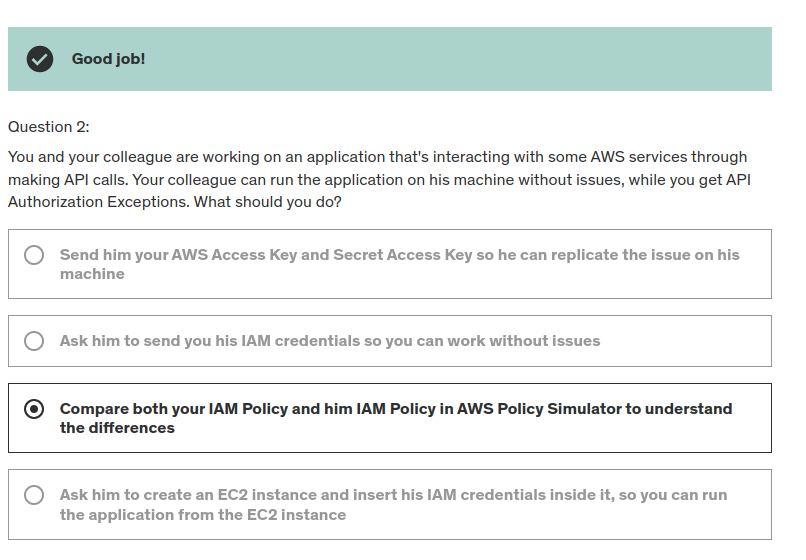 Good job!
Question 2:
You and your colleague are working on an application that's interacting with some AWS services through
making API calls. Your colleague can run the application on his machine without issues, while you get API
Authorization Exceptions. What should you do?
Send him your AWS Access Key and Secret Access Key so he can replicate the issue on his
machine
Ask him to send you his IAM credentials so you can work without issues
Compare both your IAM Policy and him IAM Policy in AWS Policy Simulator to understand
the differences
Ask him to create an EC2 instance and insert his IAM credentials inside it, so you can run
the application from the EC2 instance